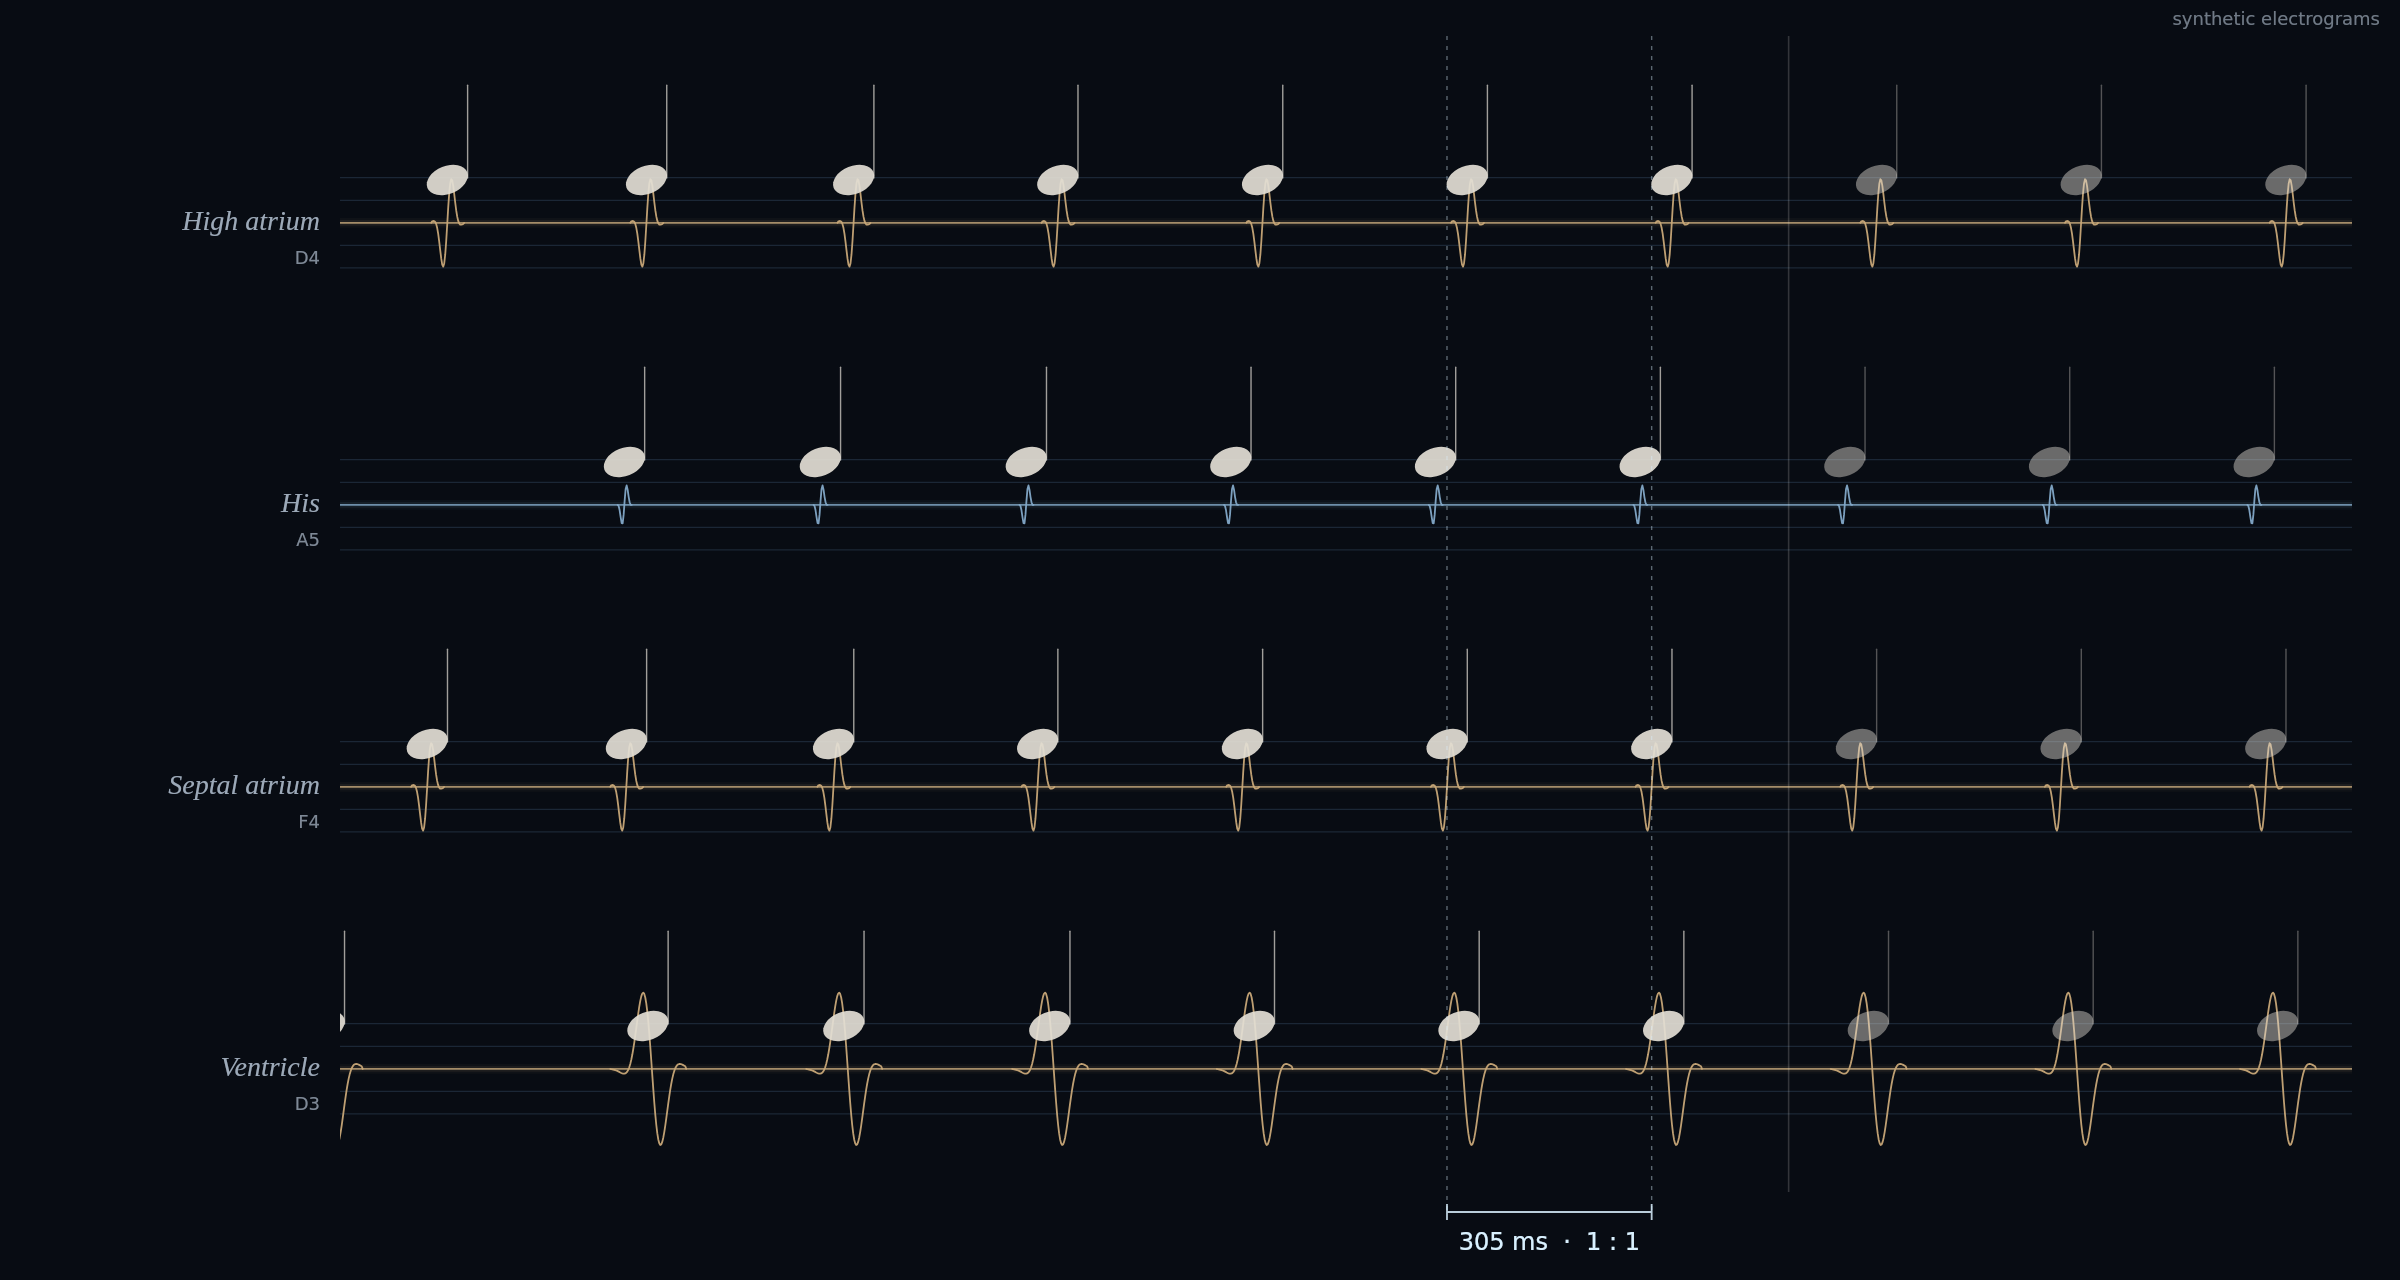 synthetic electrograms
High atrium
D4
His
A5
Septal atrium
F4
Ventricle
D3
305 ms · 1 : 1